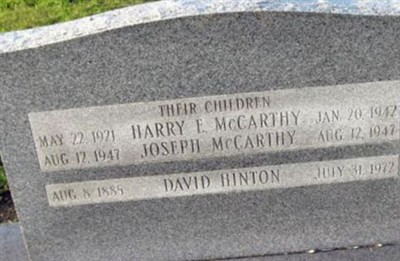 THEIR CHILDREN
MAY 22, 1921 HARRY E. McCARTHY JAN. 20, 1942
AUG. 12, 1947 JOSEPH McCARTHY AUG. 12, 1947
AUG. 8, 1885 DAVID HINTON JULY 31, 1972